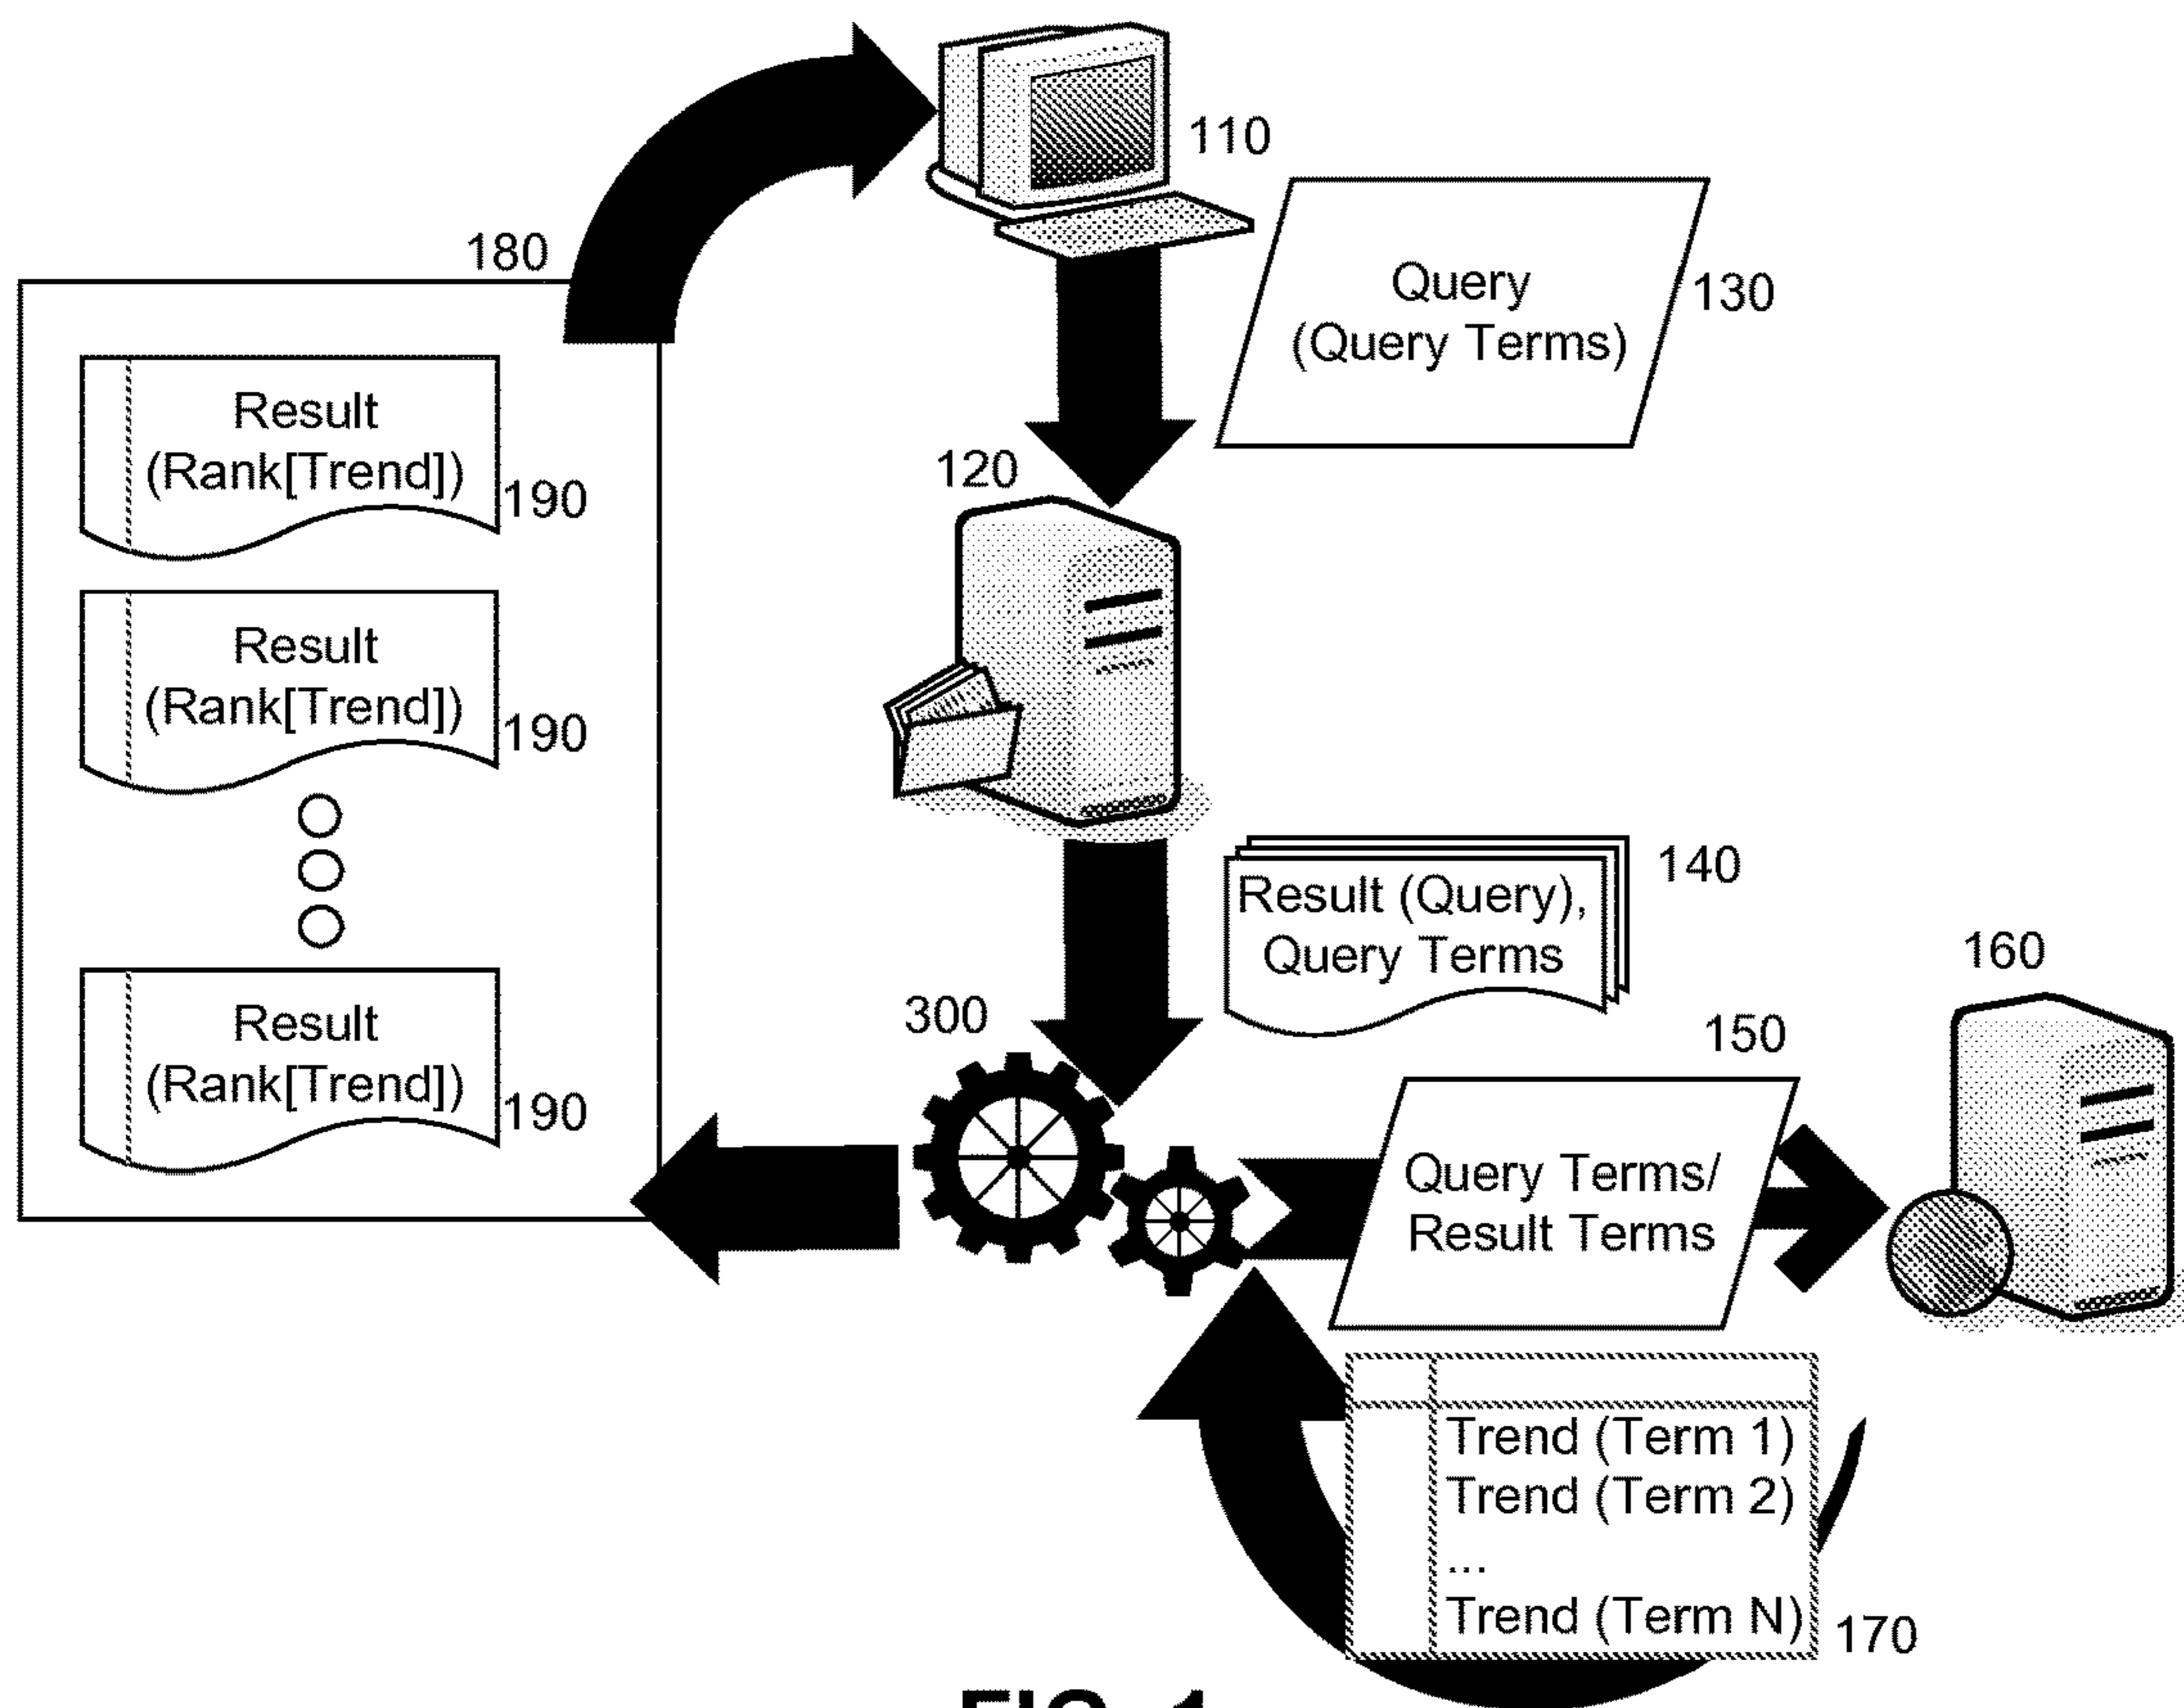 110
Query
(Query Terms)
130
180
Result
(Rank[Trend])
190
120
Result
(Rank[Trend])
190
140
Result (Query),
Query Terms
160
300
150
Result
(Rank[Trend])
190
Query Terms/
Result Terms
Trend (Term 1)
Trend (Term 2)
...
Trend (Term N)
170
FIG. 1